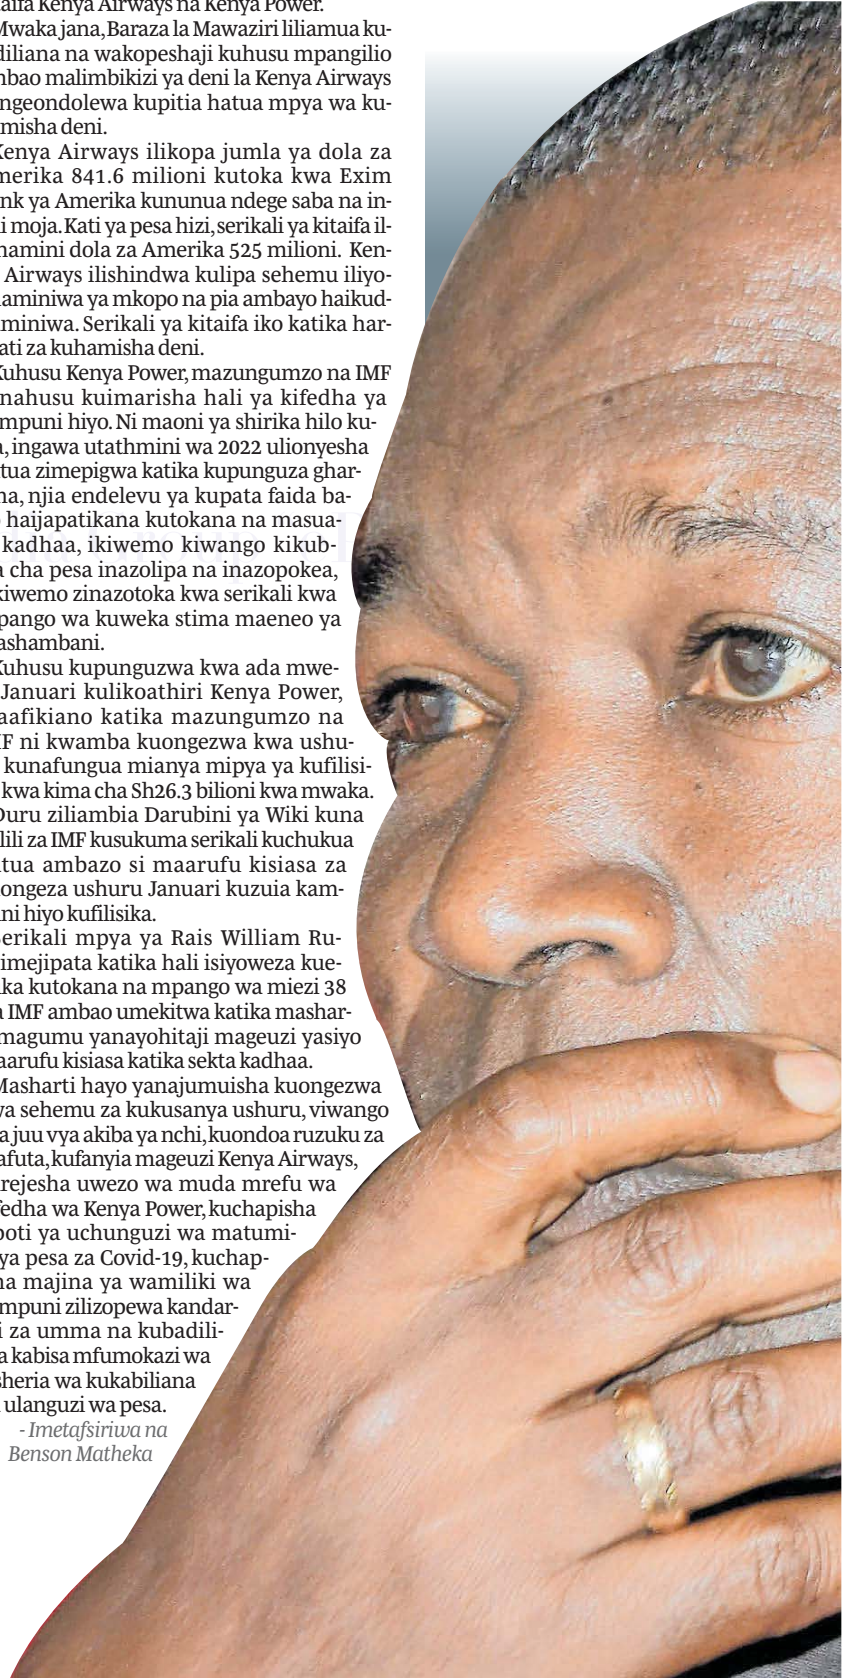 aifa Kenya Airways na Kenya Power.
Mwaka jana, Baraza la Mawaziri liliamua ku-
diliana na wakopeshaji kuhusu mpangilio
mbao malimbikizi ya deni la Kenya Airways
ngeondolewa kupitia hatua mpya wa ku-
misha deni.
Kenya Airways ilikopa jumla ya dola za
merika 841.6 milioni kutoka kwa Exim
nk ya Amerika kununua ndege saba na in-
i moja. Kati ya pesa hizi, serikali ya kitaifa il-
hamini dola za Amerika 525 milioni. Ken-
Airways ilishindwa kulipa sehemu iliyo-
aminiwa ya mkopo na pia ambayo haikud-
miniwa. Serikali ya kitaifa iko katika har-
ati za kuhamisha deni.
Kuhusu Kenya Power, mazungumzo na IMF
nahusu kuimarisha hali ya kifedha ya
mpuni hiyo. Ni maoni ya shirika hilo ku-
a, ingawa utathmini wa 2022 ulionyesha
tua zimepigwa katika kupunguza ghar-
ma, njia endelevu ya kupata faida ba-
haijapatikana kutokana na masua-
kadhaa, ikiwemo kiwango kikub-
a cha pesa inazolipa na inazopokea,
kiwemo zinazotoka kwa serikali kwa
pango wa kuweka stima maeneo ya
ashambani.
Kuhusu kupunguzwa kwa ada mwe-
Januari kulikoathiri Kenya Power,
aafikiano katika mazungumzo na
MF ni kwamba kuongezwa kwa ushu-
kunafungua mianya mipya ya kufilisi-
kwa kima cha Sh26.3 bilioni kwa mwaka.
Duru ziliambia Darubini ya Wiki kuna
lili za IMF kusukuma serikali kuchukua
atua ambazo si maarufu kisiasa za
ongeza ushuru Januari kuzuia kam-
ni hiyo kufilisika.
Serikali mpya ya Rais William Ru-
imejipata katika hali isiyoweza kue-
ka kutokana na mpango wa miezi 38
a IMF ambao umekitwa katika mashar-
magumu yanayohitaji mageuzi yasiyo
aarufu kisiasa katika sekta kadhaa.
Masharti hayo yanajumuisha kuongezwa
wa sehemu za kukusanya ushuru, viwango
a juu vya akiba ya nchi, kuondoa ruzuku za
afuta, kufanyia mageuzi Kenya Airways,
rejesha uwezo wa muda mrefu wa
fedha wa Kenya Power, kuchapisha
poti ya uchunguzi wa matumi-
ya pesa za Covid-19, kuchap-
ha majina ya wamiliki wa
mpuni zilizopewa kandar-
i za umma na kubadili-
a kabisa mfumokazi wa
sheria wa kukabiliana
ulanguzi wa pesa.
- Imetafsiriwa na
Benson Matheka